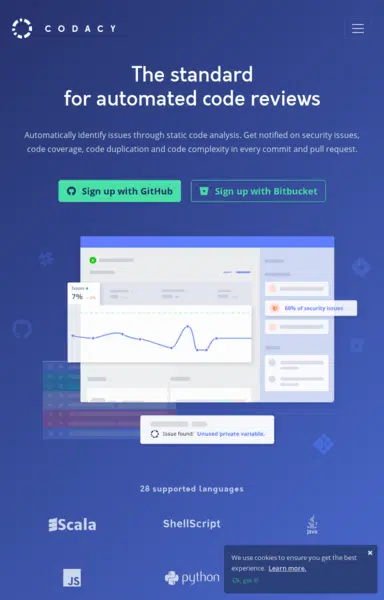 CODACY
The standard
for automated code reviews
Automatically identify issues through static code analysis. Get notified on security issues,
code coverage, code duplication and code complexity in every commit and pull request.
Sign up with GitHub
Sign up with Bitbucket
Issues
7%
60% of security issues
Issue found: Unused private variable.
28 supported languages
Scala
ShellScript
Java
JS
python
We use cookies to ensure you get the best
experience. Learn more.
Ok, got it!